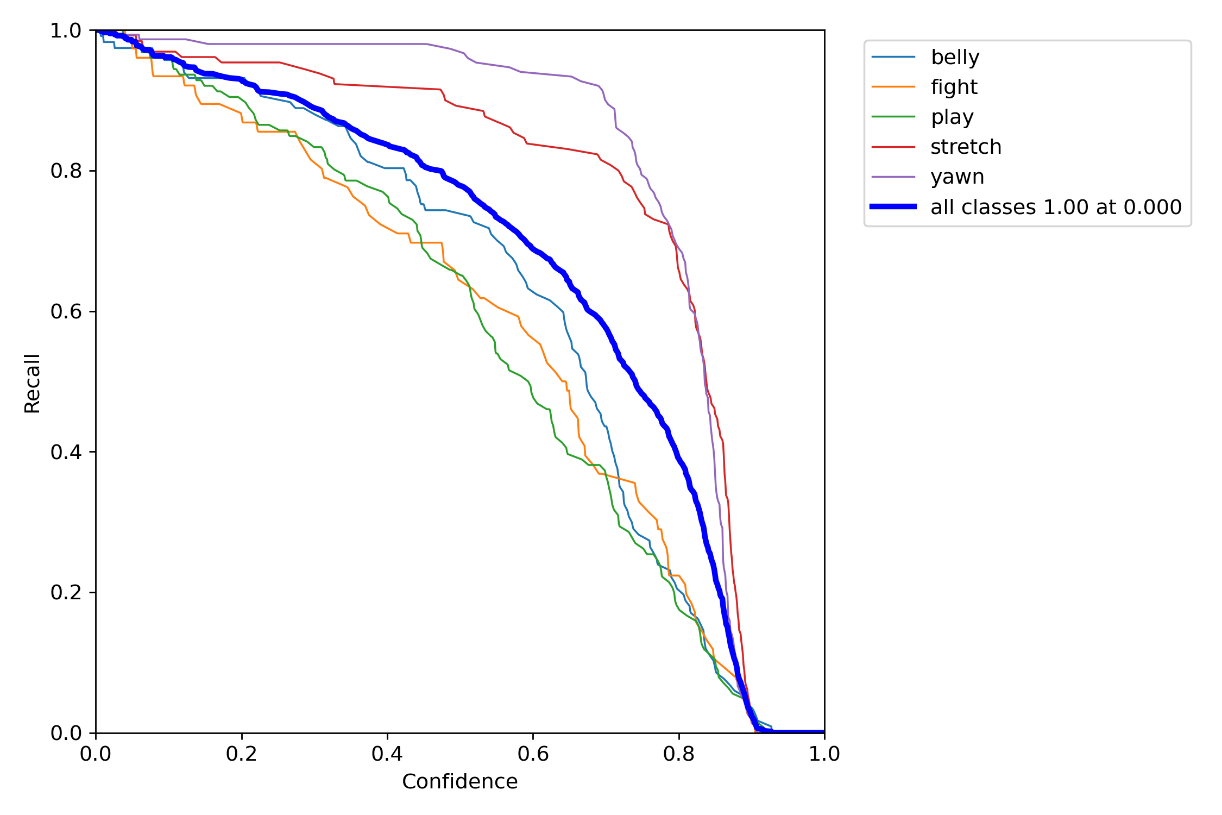 1.0
0.8
0.6
0.4
0.2
0.0
Recall
0.0 0.2 0.4 0.6 0.8 1.0
Confidence
belly
fight
play
stretch
yawn
all classes 1.00 at 0.000